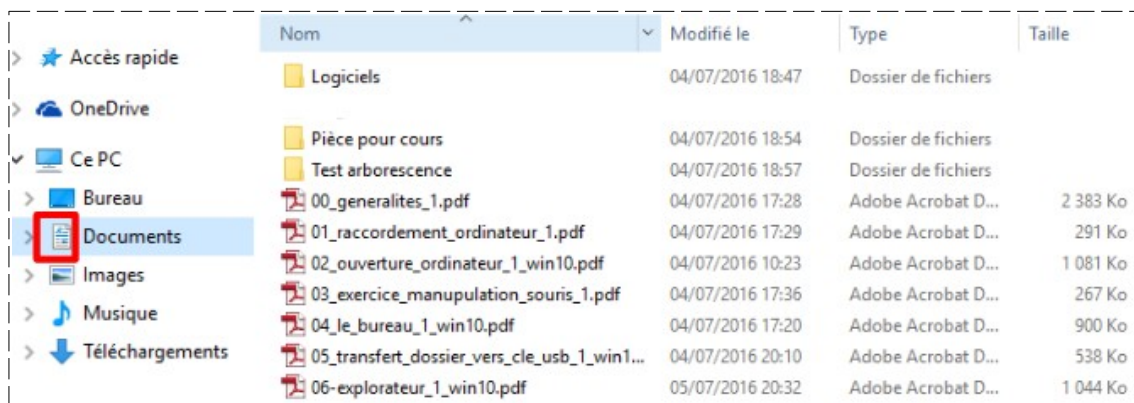 Nom Modifié le Type Taille
Accès rapide
Logiciels 04/07/2016 18:47 Dossier de fichiers
OneDrive
Pièce pour cours 04/07/2016 18:54 Dossier de fichiers
Ce PC
Test arborescence 04/07/2016 18:57 Dossier de fichiers
Bureau 00_generalites_1.pdf 04/07/2016 17:28 Adobe Acrobat D... 2 383 Ko
Documents 01_raccordement_ordinateur_1.pdf 04/07/2016 17:29 Adobe Acrobat D... 291 Ko
02_ouverture_ordinateur_1_win10.pdf 04/07/2016 10:23 Adobe Acrobat D... 1 081 Ko
Images
03_exercice_manupulation_souris_1.pdf 04/07/2016 17:36 Adobe Acrobat D... 267 Ko
Musique
04_le_bureau_1_win10.pdf 04/07/2016 17:20 Adobe Acrobat D... 900 Ko
Téléchargements 05_transfert_dossier_vers_cle_usb_1_win1... 04/07/2016 20:10 Adobe Acrobat D... 538 Ko
06-explorateur_1_win10.pdf 05/07/2016 20:32 Adobe Acrobat D... 1 044 Ko